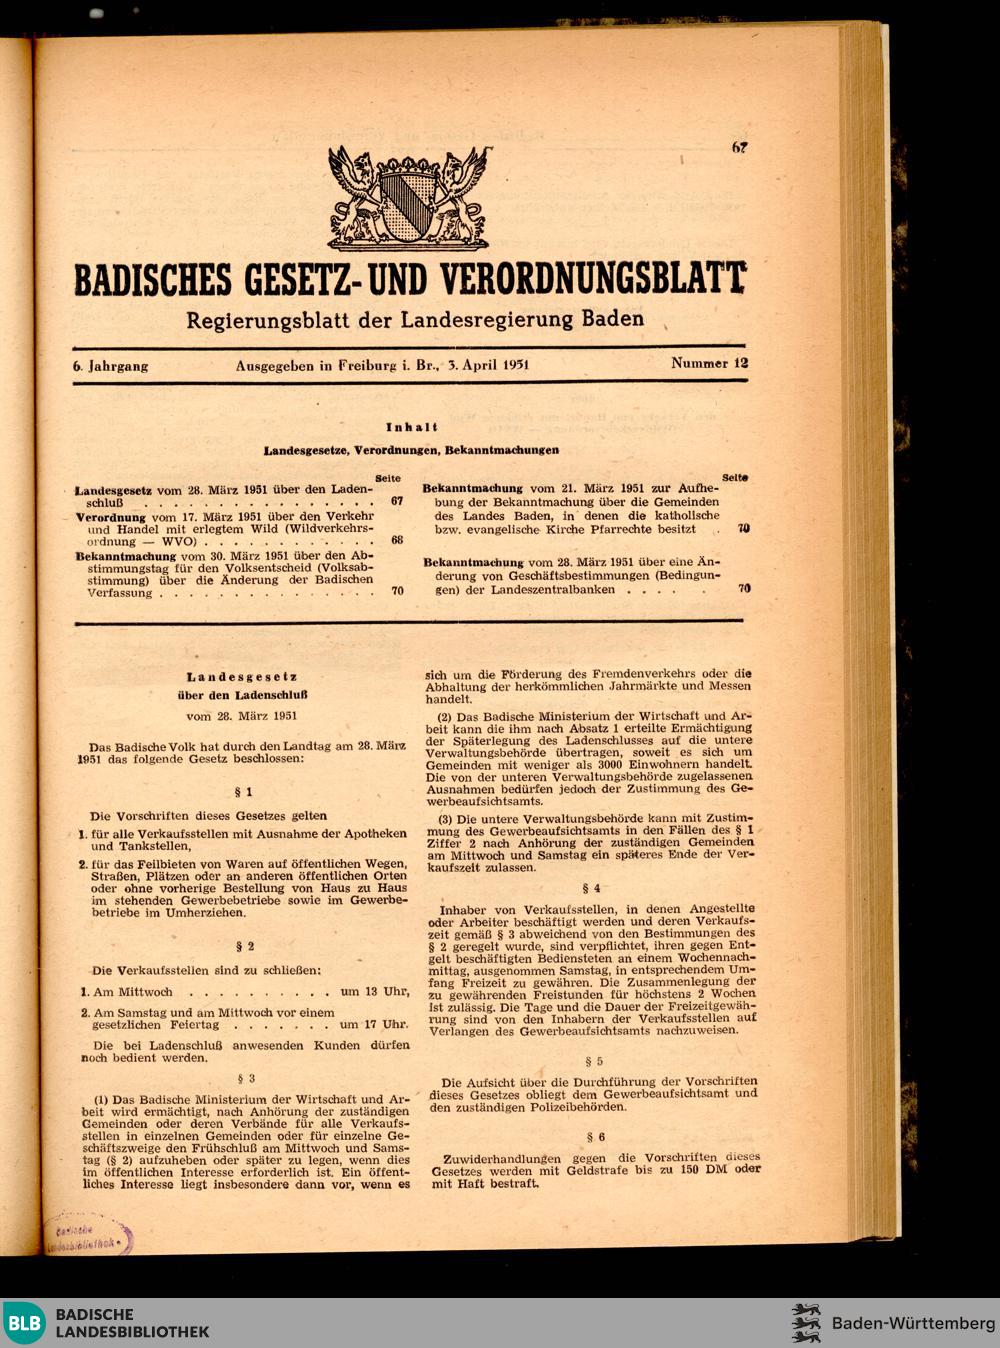 67
BADISCHES GESETZ- UND VERORDNUNGSBLATT
Regierungsblatt der Landesregierung Baden
6. Jahrgang Ausgegeben in Freiburg i. Br., 3. April 1951 Nummer 12
Inhalt
Landesgesetze, Verordnungen, Bekanntmachungen
Seite
Landesgesetz vom 28. März 1951 über den Laden-
schluß . . . . . . . . . . . . . . . . 67
Verordnung vom 17. März 1951 über den Verkehr
und Handel mit erlegtem Wild (Wildverkehrs-
ordnung — WVO) . . . . . . . . . . . . 68
Bekanntmachung vom 30. März 1951 über den Ab-
stimmungstag für den Volksentscheid (Volksab-
stimmung) über die Änderung der Badischen
Verfassung . . . . . . . . . . . . . . . 70
Seite
Bekanntmachung vom 21. März 1951 zur Aufhe-
bung der Bekanntmachung über die Gemeinden
des Landes Baden, in denen die katholische
bzw. evangelische Kirche Pfarrechte besitzt . 70
Bekanntmachung vom 28. März 1951 über eine Än-
derung von Geschäftsbestimmungen (Bedingun-
gen) der Landeszentralbanken . . . . . 70
Landesgesetz
über den Ladenschluß
vom 28. März 1951
Das Badische Volk hat durch den Landtag am 28. März
1951 das folgende Gesetz beschlossen:
§ 1
Die Vorschriften dieses Gesetzes gelten
1. für alle Verkaufsstellen mit Ausnahme der Apotheken
und Tankstellen,
2. für das Feilbieten von Waren auf öffentlichen Wegen,
Straßen, Plätzen oder an anderen öffentlichen Orten
oder ohne vorherige Bestellung von Haus zu Haus
im stehenden Gewerbebetriebe sowie im Gewerbe-
betriebe im Umherziehen.
§ 2
Die Verkaufsstellen sind zu schließen:
1. Am Mittwoch . . . . . . . . . . um 13 Uhr,
2. Am Samstag und am Mittwoch vor einem
gesetzlichen Feiertag . . . . . . . um 17 Uhr.
Die bei Ladenschluß anwesenden Kunden dürfen
noch bedient werden.
§ 3
(1) Das Badische Ministerium der Wirtschaft und Ar-
beit wird ermächtigt, nach Anhörung der zuständigen
Gemeinden oder deren Verbände für alle Verkaufs-
stellen in einzelnen Gemeinden oder für einzelne Ge-
schäftszweige den Frühschluß am Mittwoch und Sams-
tag (§ 2) aufzuheben oder später zu legen, wenn dies
im öffentlichen Interesse erforderlich ist. Ein öffent-
liches Interesse liegt insbesondere dann vor, wenn es
sich um die Förderung des Fremdenverkehrs oder die
Abhaltung der herkömmlichen Jahrmärkte und Messen
handelt.
(2) Das Badische Ministerium der Wirtschaft und Ar-
beit kann die ihm nach Absatz 1 erteilte Ermächtigung
der Späterlegung des Ladenschlusses auf die untere
Verwaltungsbehörde übertragen, soweit es sich um
Gemeinden mit weniger als 3000 Einwohnern handelt.
Die von der unteren Verwaltungsbehörde zugelassenen
Ausnahmen bedürfen jedoch der Zustimmung des Ge-
werbeaufsichtsamts.
(3) Die untere Verwaltungsbehörde kann mit Zustim-
mung des Gewerbeaufsichtsamts in den Fällen des § 1
Ziffer 2 nach Anhörung der zuständigen Gemeinden
am Mittwoch und Samstag ein späteres Ende der Ver-
kaufszeit zulassen.
§ 4
Inhaber von Verkaufsstellen, in denen Angestellte
oder Arbeiter beschäftigt werden und deren Verkaufs-
zeit gemäß § 3 abweichend von den Bestimmungen des
§ 2 geregelt wurde, sind verpflichtet, ihren gegen Ent-
gelt beschäftigten Bediensteten an einem Wochennach-
mittag, ausgenommen Samstag, in entsprechendem Um-
fang Freizeit zu gewähren. Die Zusammenlegung der
zu gewährenden Freistunden für höchstens 2 Wochen
ist zulässig. Die Tage und die Dauer der Freizeitgewäh-
rung sind von den Inhabern der Verkaufsstellen auf
Verlangen des Gewerbeaufsichtsamts nachzuweisen.
§ 5
Die Aufsicht über die Durchführung der Vorschriften
dieses Gesetzes obliegt dem Gewerbeaufsichtsamt und
den zuständigen Polizeibehörden.
§ 6
Zuwiderhandlungen gegen die Vorschriften dieses
Gesetzes werden mit Geldstrafe bis zu 150 DM oder
mit Haft bestraft.
Badische
Landesbibliothek
BLB BADISCHE
LANDESBIBLIOTHEK
Baden-Württemberg